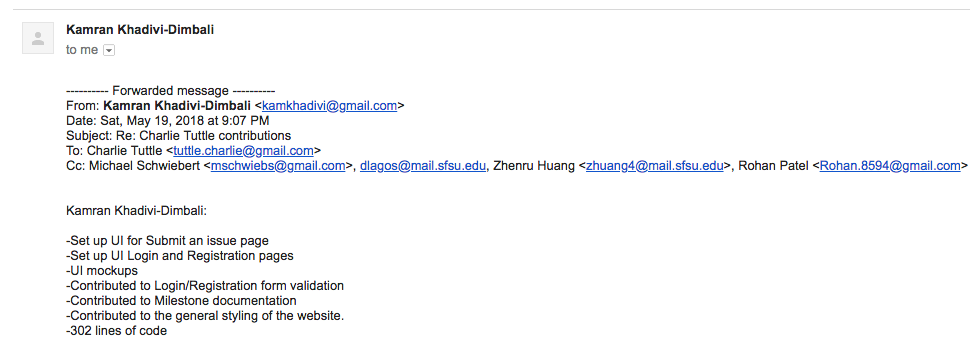 Kamran Khadivi-Dimbali
to me
---------- Forwarded message ----------
From: Kamran Khadivi-Dimbali <kamkhadivi@gmail.com>
Date: Sat, May 19, 2018 at 9:07 PM
Subject: Re: Charlie Tuttle contributions
To: Charlie Tuttle <tuttle.charlie@gmail.com>
Cc: Michael Schwiebert <mschwiebs@gmail.com>, dlagos@mail.sfsu.edu, Zhenru Huang <zhuang4@mail.sfsu.edu>, Rohan Patel <Rohan.8594@gmail.com>
Kamran Khadivi-Dimbali:
-Set up UI for Submit an issue page
-Set up UI Login and Registration pages
-UI mockups
-Contributed to Login/Registration form validation
-Contributed to Milestone documentation
-Contributed to the general styling of the website.
-302 lines of code